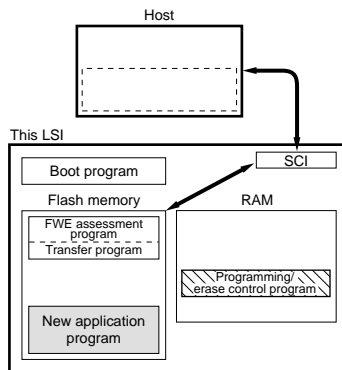 Host
This LSI
SCI
Boot program
Flash memory
RAM
FWE assessment
program
Transfer program
Programming/
erase control program
New application
program